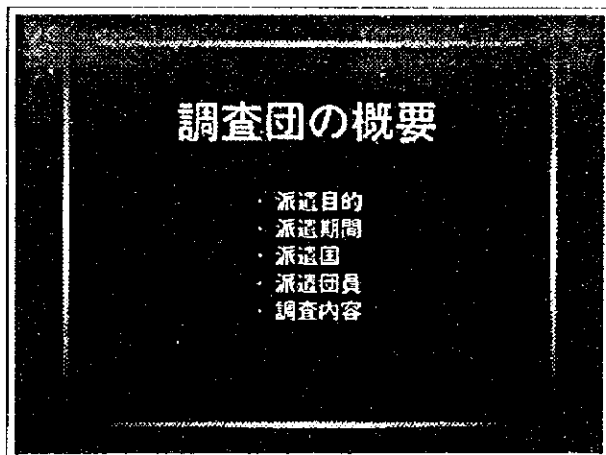 調査団の概要
・派遣目的
・派遣期間
・派遣国
・派遣団員
・調査内容